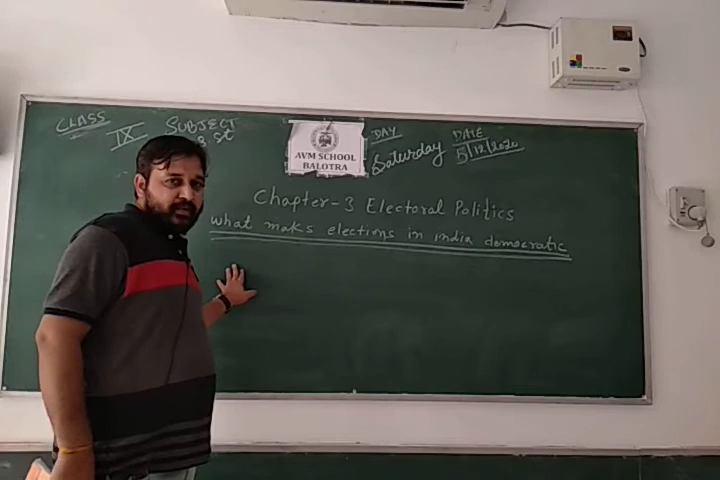 CLASS
IX
SUBJECT
S St
AVM SCHOOL
BALOTRA
DAY
Saturday
DATE
5/12/2020
Chapter-3 Electoral Politics
what maks elections in india democratic